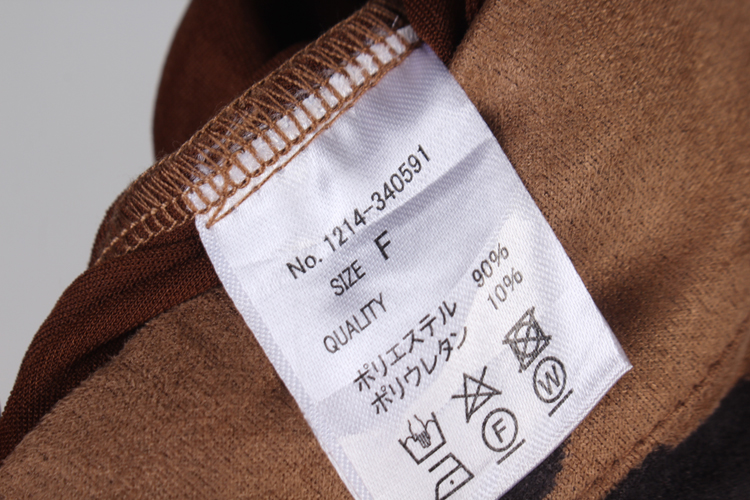 No. 1214-340591
SIZE F
QUALITY
ポリエステル 90%
ポリウレタン 10%
F W